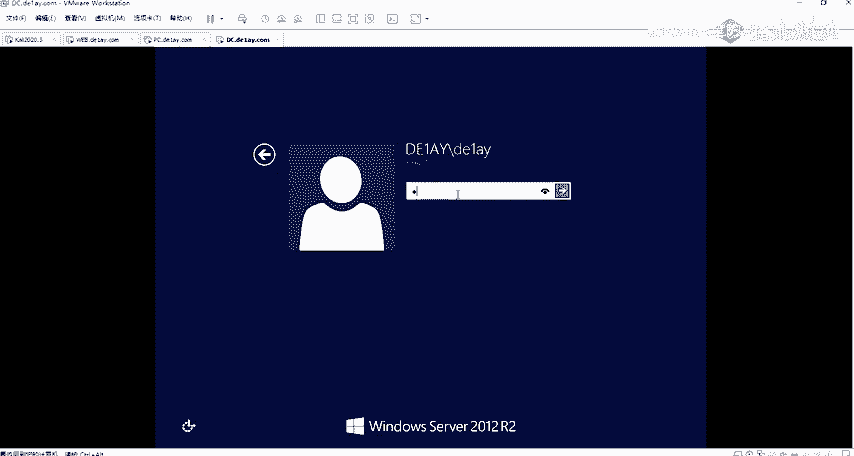 DC.de1ay.com - VMware Workstation
文件(F) 编辑(E) 查看(V) 虚拟机(M) 选项卡(T) 帮助(H)
Kali2020.3 WEB.de1ay.com PC.de1ay.com DC.de1ay.com
DE1AY\de1ay
Windows Server 2012 R2
Ctrl+Alt